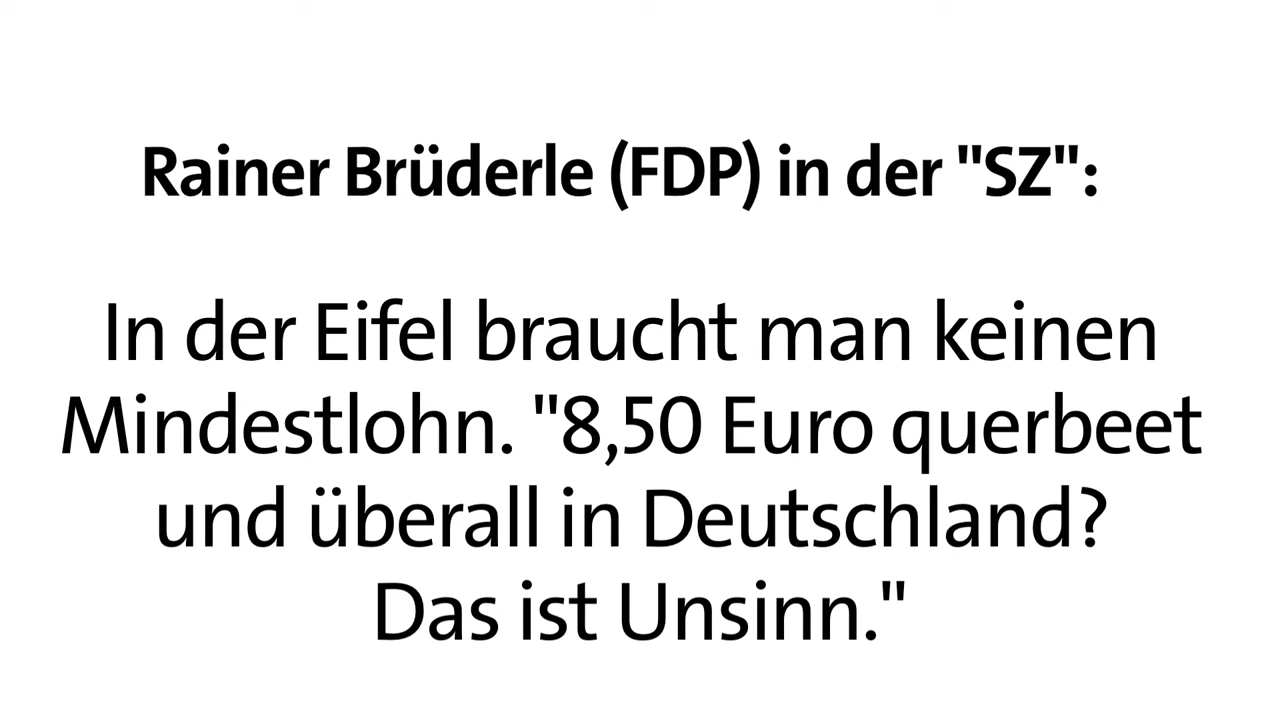 Rainer Brüderle (FDP) in der "SZ":
In der Eifel braucht man keinen
Mindestlohn. "8,50 Euro querbeet
und überall in Deutschland?
Das ist Unsinn."